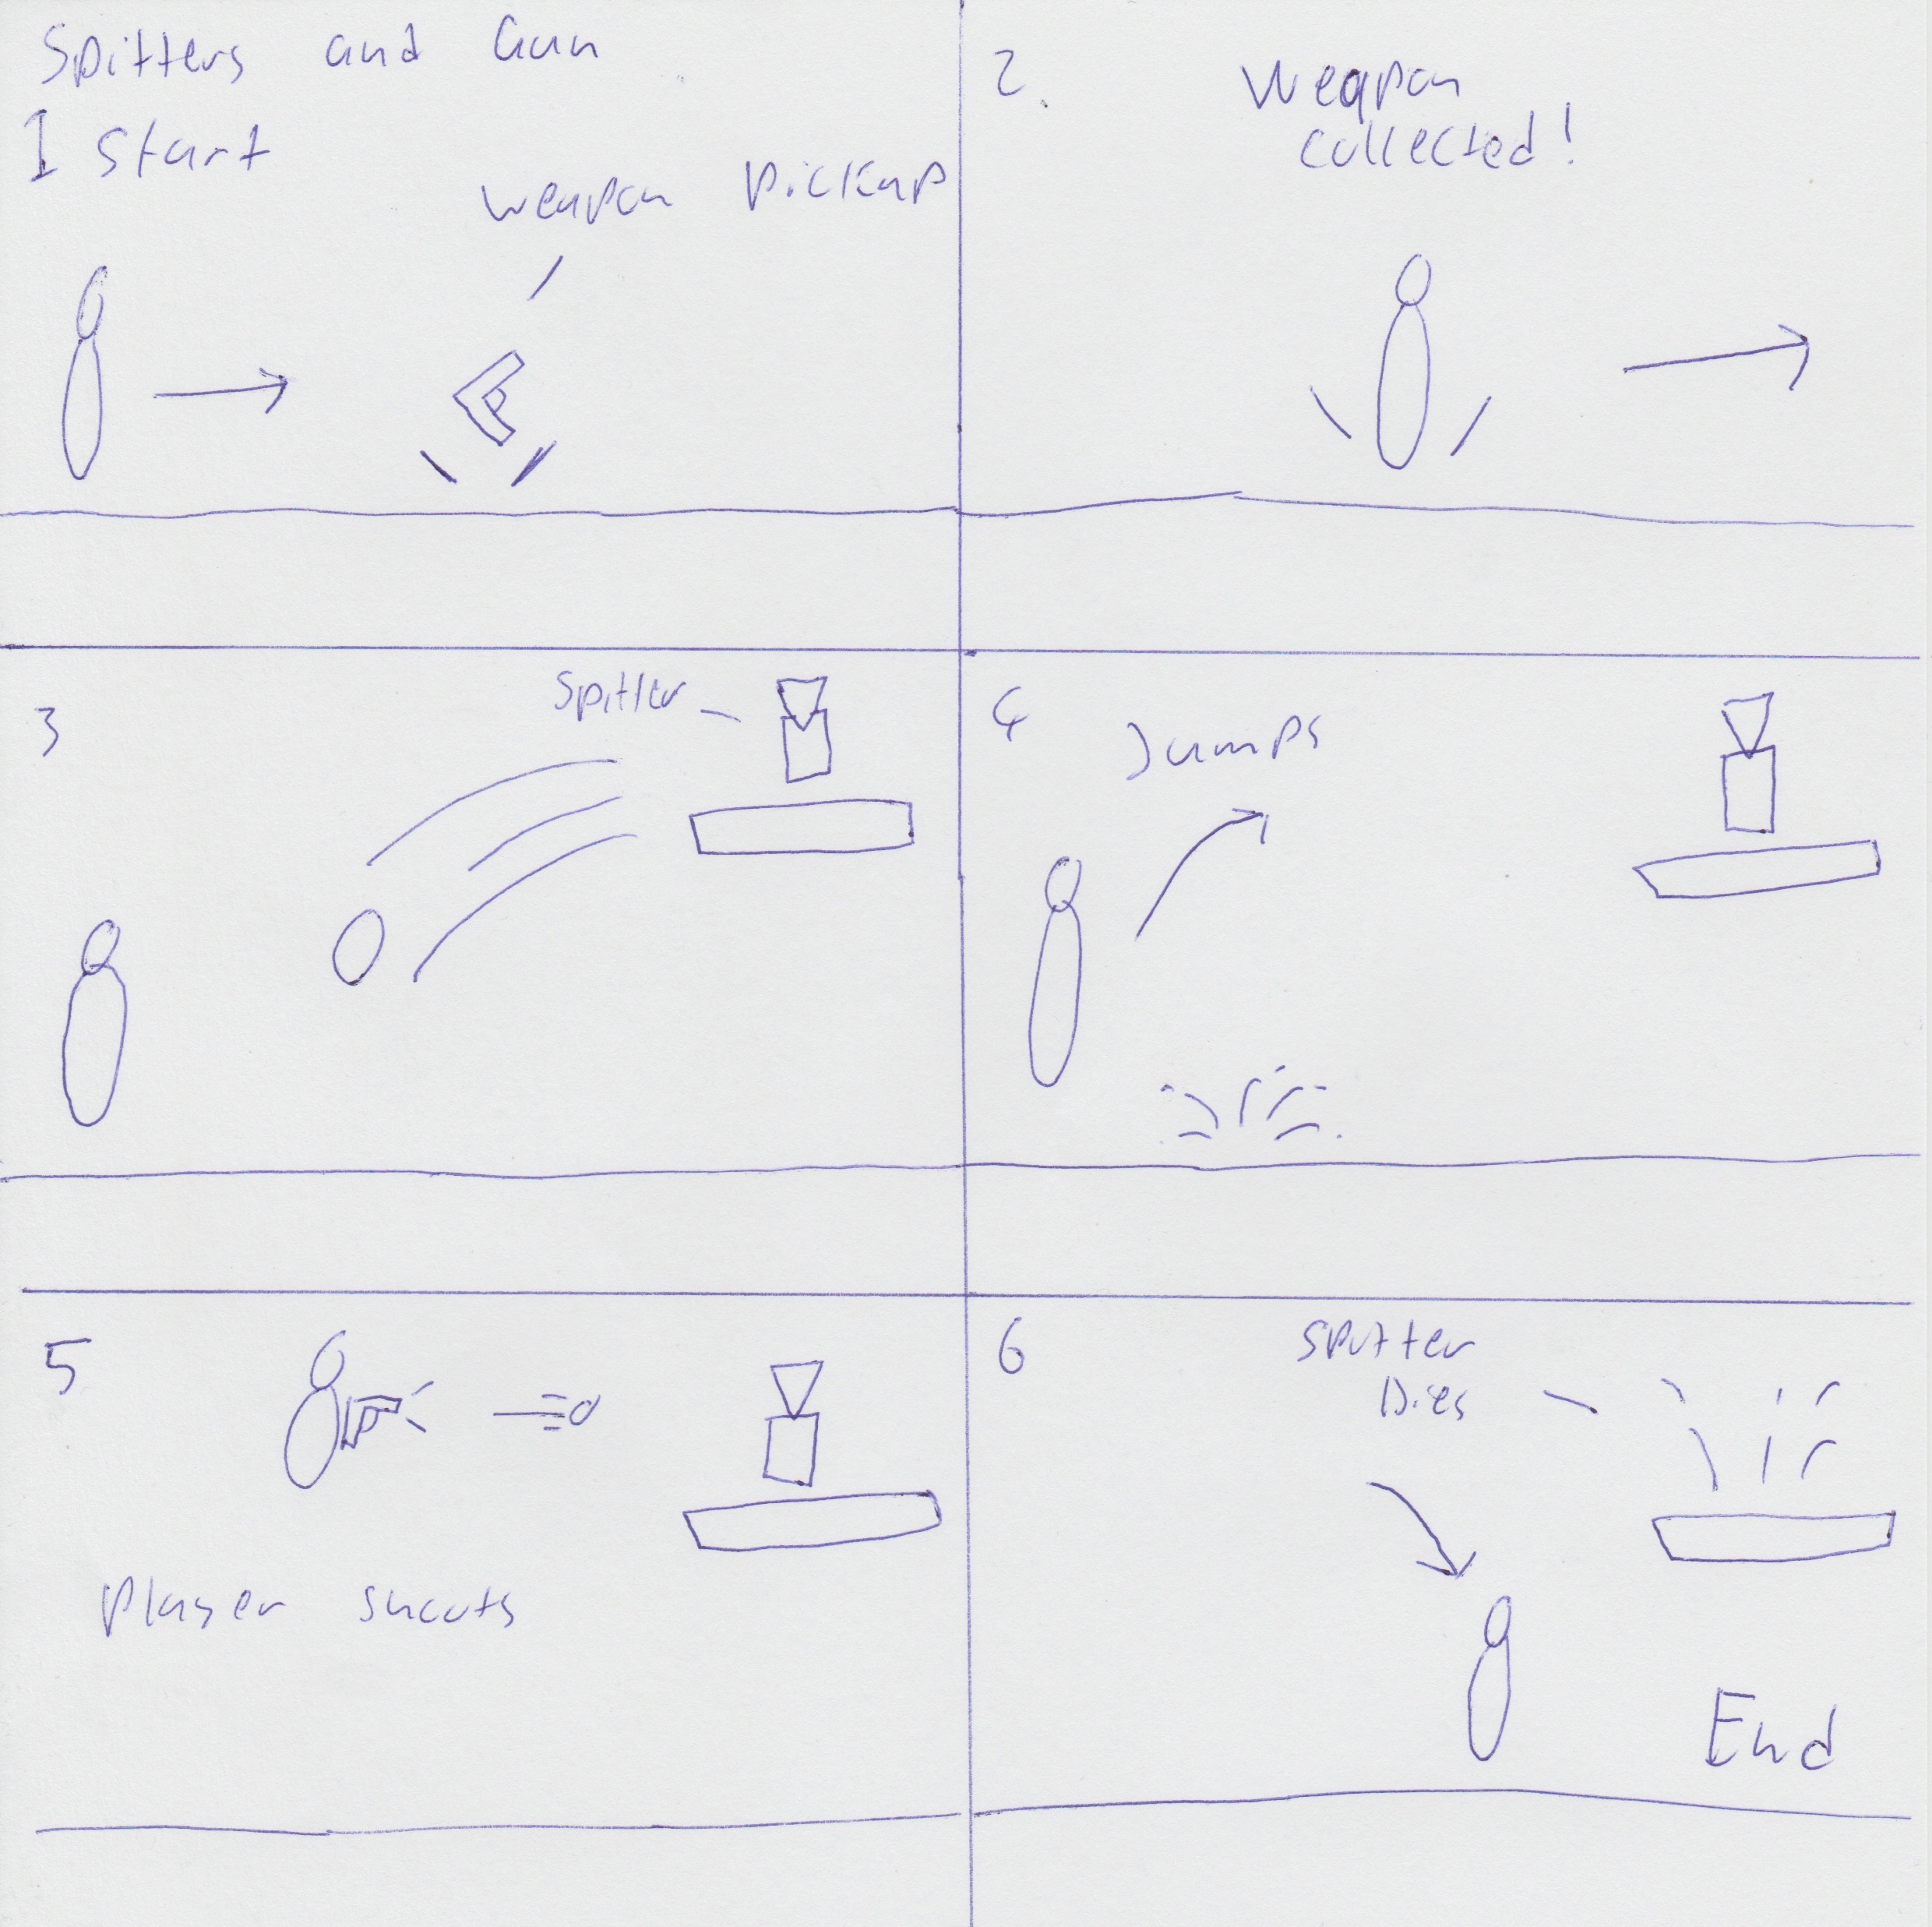 Spitters and Gun
1 Start
weapon pickup
2.
Weapon
collected!
3
Spitter
4
Jumps
5
Player shoots
6
Spitter
Dies
End